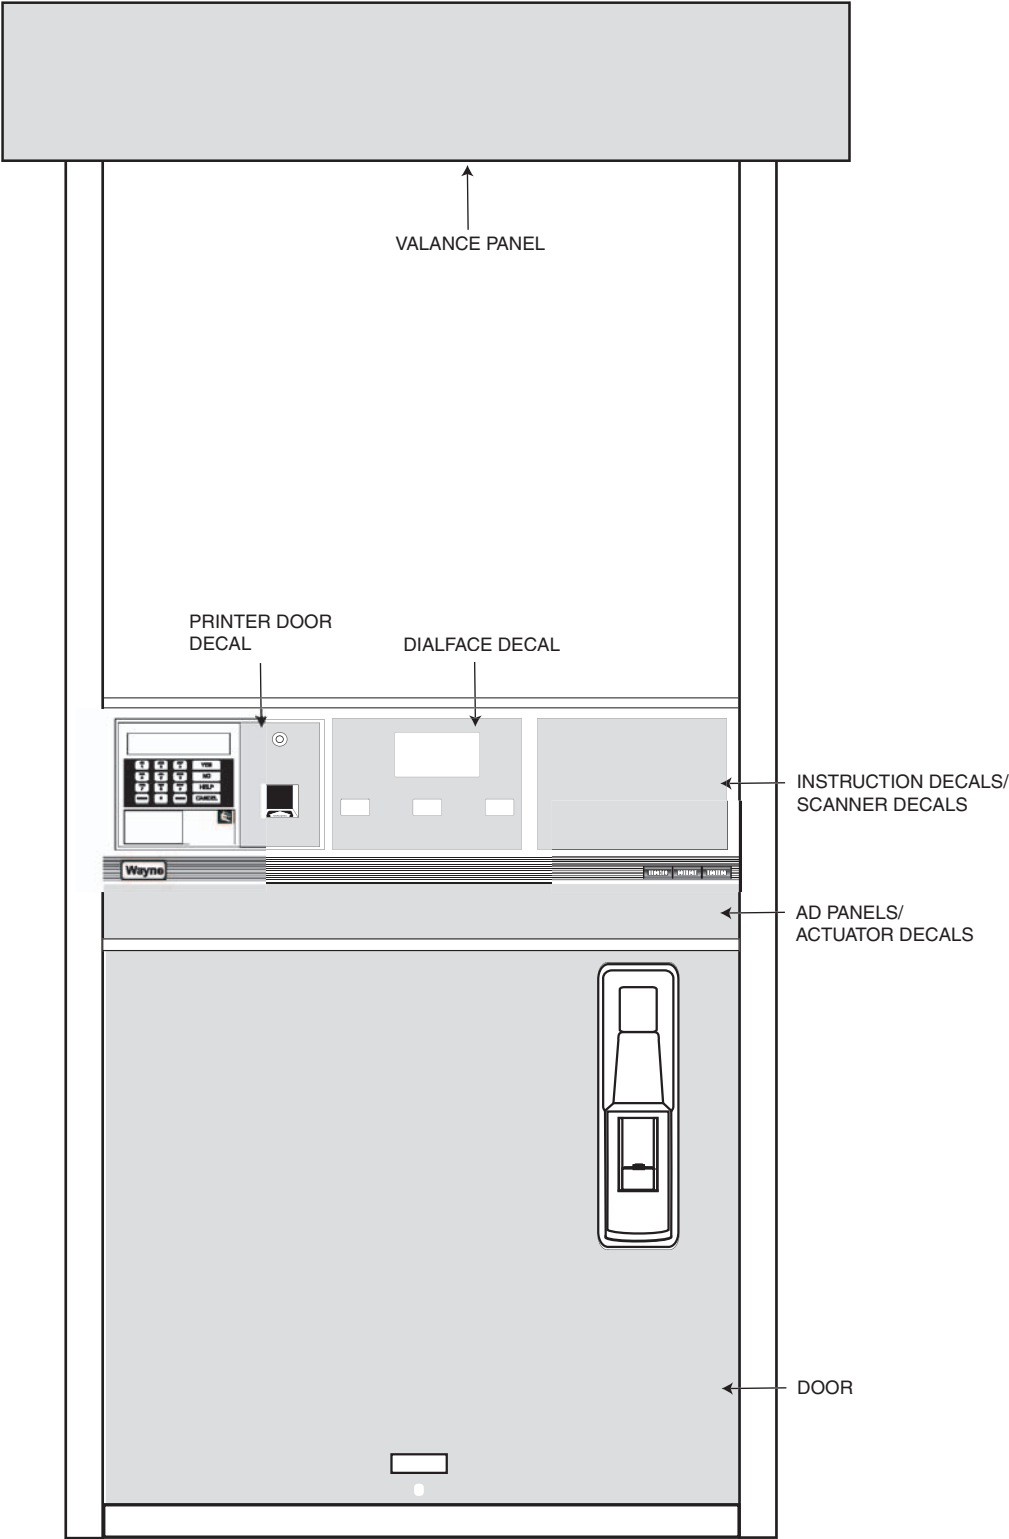 VALANCE PANEL
PRINTER DOOR
DECAL
DIALFACE DECAL
YES
NO
HELP
CANCEL
INSTRUCTION DECALS/
SCANNER DECALS
Wayne
AD PANELS/
ACTUATOR DECALS
DOOR